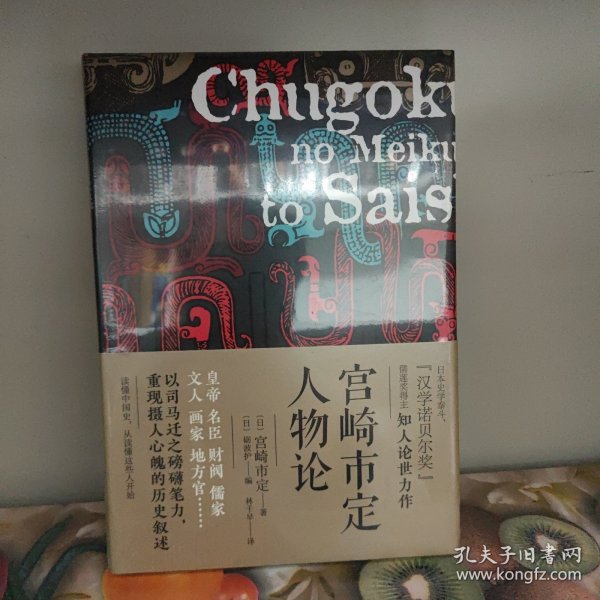 Chugoku
no Meiku
to Sais
日本史学泰斗、
『汉学诺贝尔奖』
儒莲奖得主 知人论世力作
宫崎市定
人物论
[日] 宫崎市定——著
[日] 砺波护——编 林千早——译
皇帝 名臣 财阀 儒家
文人 画家 地方官……
以司马迁之磅礴笔力，
重现摄人心魄的历史叙述
读懂中国史，从读懂这些人开始
孔夫子旧书网
www.kongfz.com